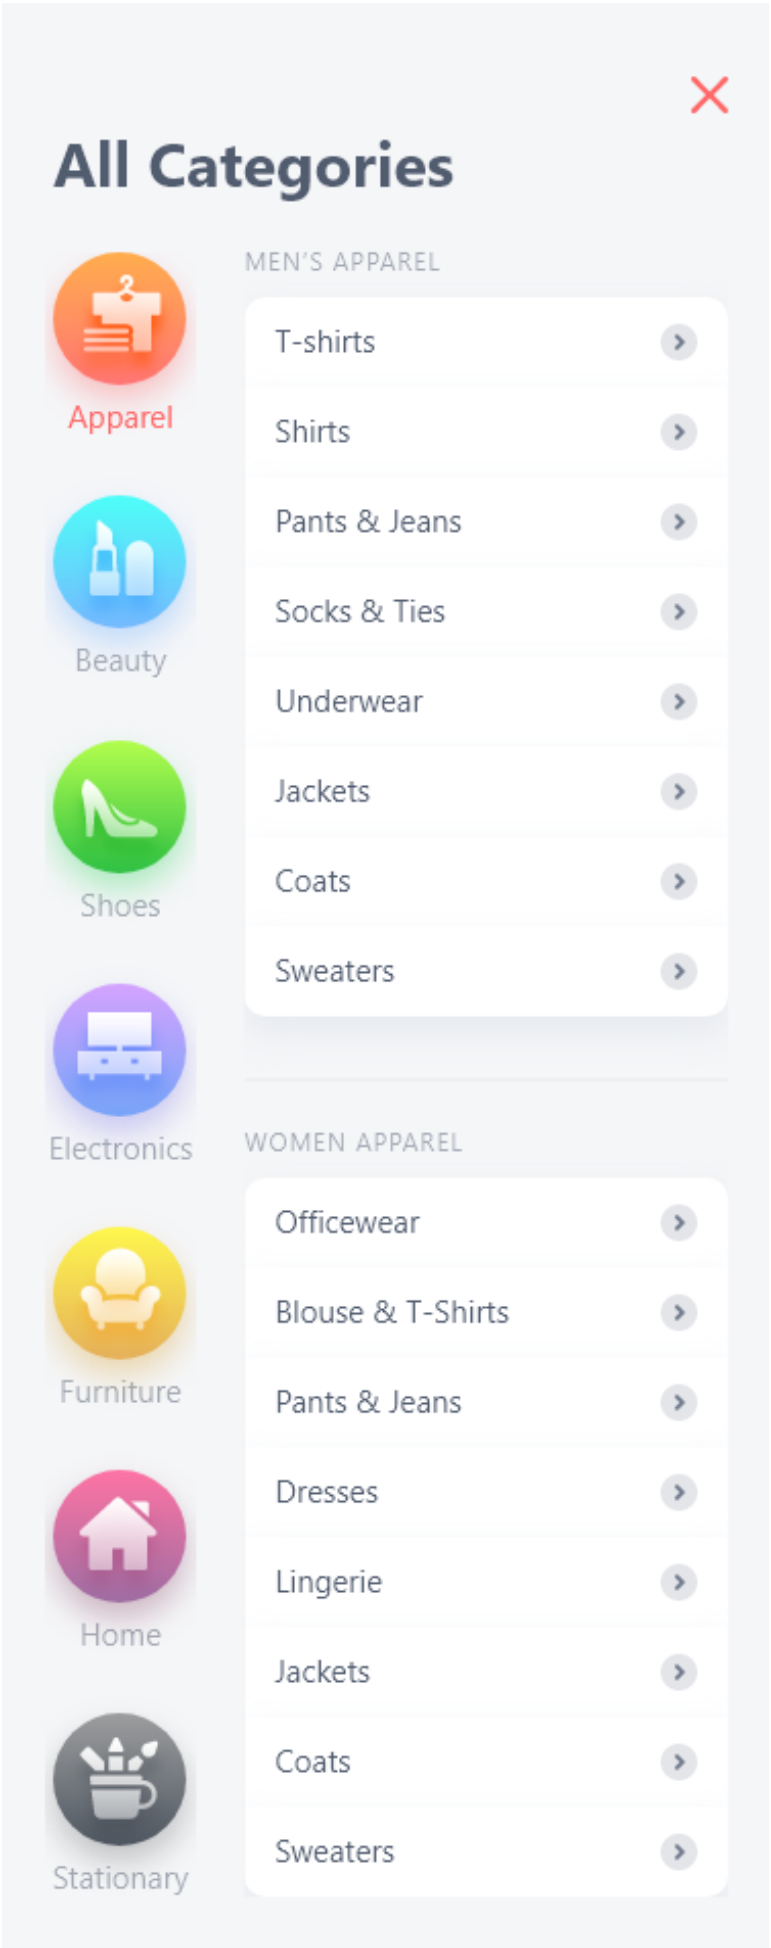 All Categories
Apparel
Beauty
Shoes
Electronics
Furniture
Home
Stationary
MEN'S APPAREL
T-shirts
Shirts
Pants & Jeans
Socks & Ties
Underwear
Jackets
Coats
Sweaters
WOMEN APPAREL
Officewear
Blouse & T-Shirts
Pants & Jeans
Dresses
Lingerie
Jackets
Coats
Sweaters